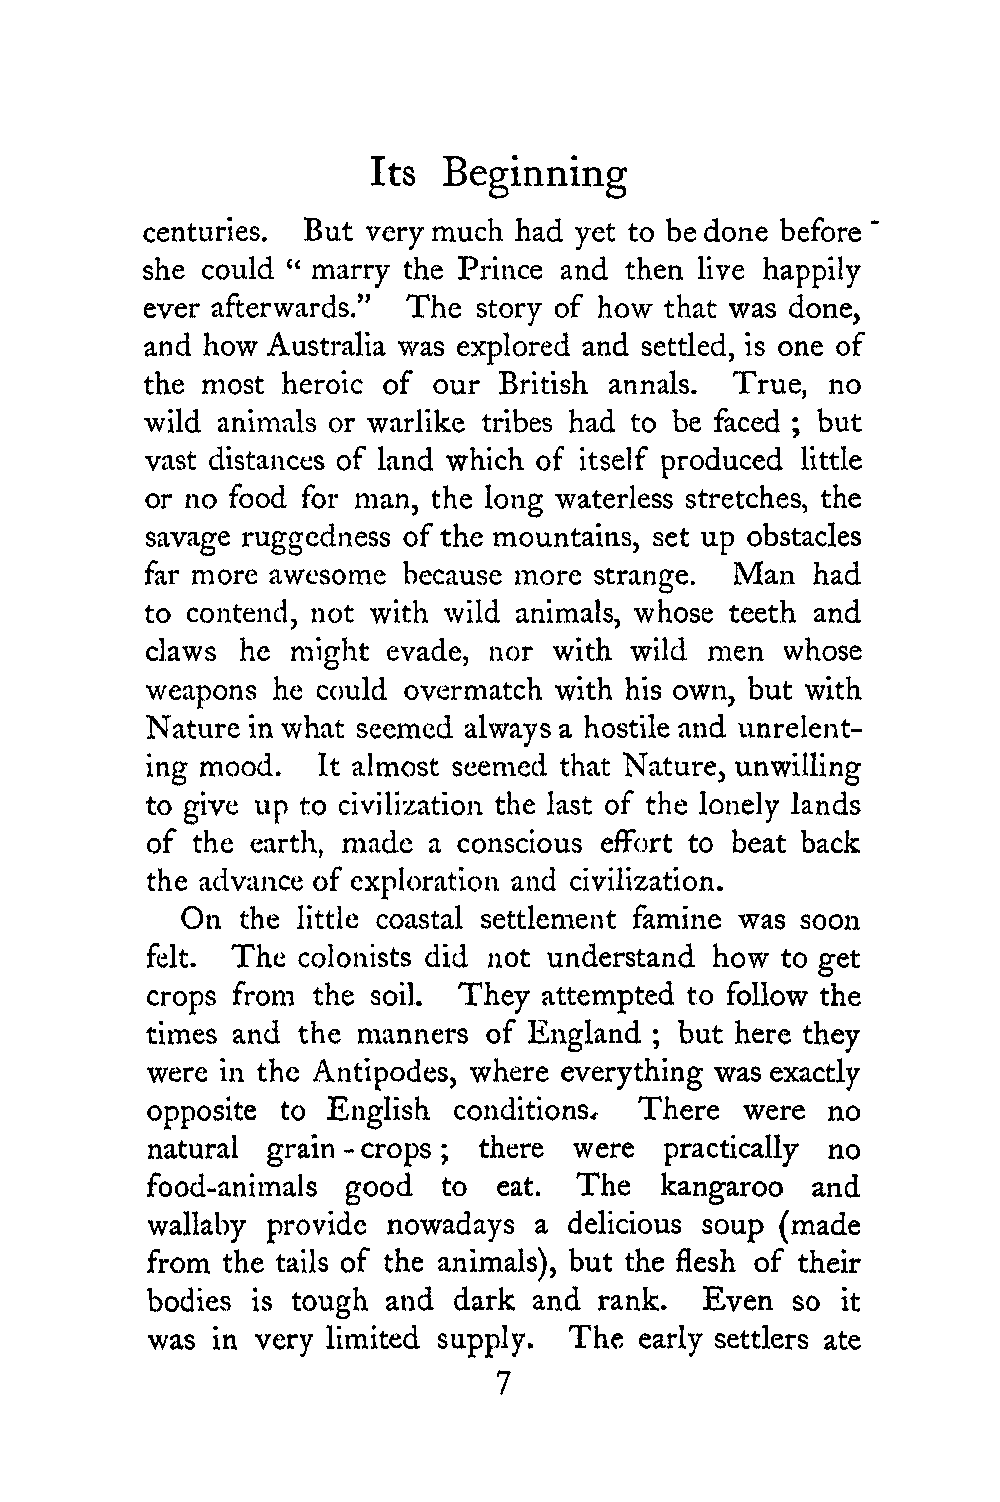 Its Beginning
centuries. But very much had yet to be done before
she could “ marry the Prince and then live happily
ever afterwards.” The story of how that was done,
and how Australia was explored and settled, is one of
the most heroic of our British annals. True, no
wild animals or warlike tribes had to be faced ; but
vast distances of land which of itself produced little
or no food for man, the long waterless stretches, the
savage ruggedness of the mountains, set up obstacles
far more awesome because more strange. Man had
to contend, not with wild animals, whose teeth and
claws he might evade, nor with wild men whose
weapons he could overmatch with his own, but with
Nature in what seemed always a hostile and unrelent-
ing mood. It almost seemed that Nature, unwilling
to give up to civilization the last of the lonely lands
of the earth, made a conscious effort to beat back
the advance of exploration and civilization.
On the little coastal settlement famine was soon
felt. The colonists did not understand how to get
crops from the soil. They attempted to follow the
times and the manners of England ; but here they
were in the Antipodes, where everything was exactly
opposite to English conditions. There were no
natural grain-crops ; there were practically no
food-animals good to eat. The kangaroo and
wallaby provide nowadays a delicious soup (made
from the tails of the animals), but the flesh of their
bodies is tough and dark and rank. Even so it
was in very limited supply. The early settlers ate
7